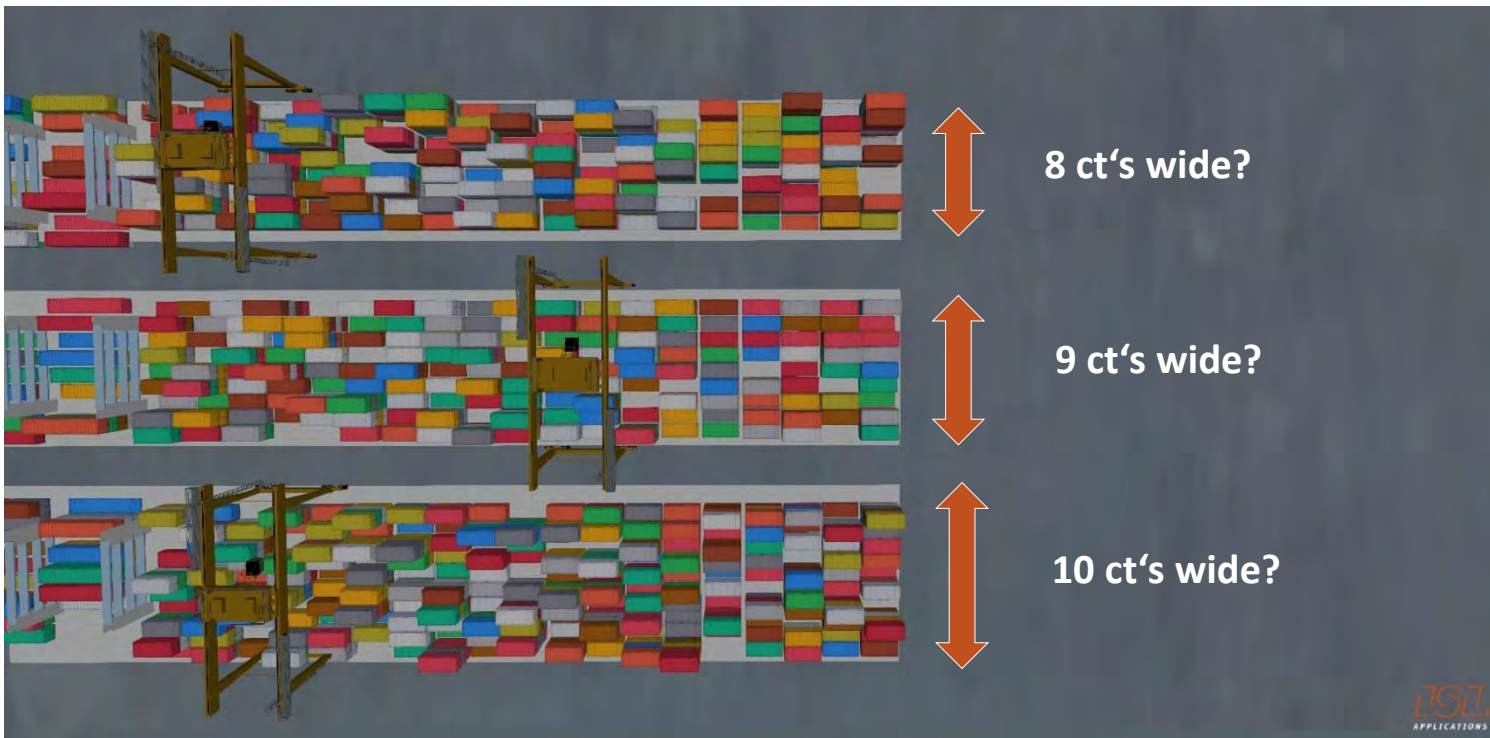 8 ct‘s wide?
9 ct‘s wide?
10 ct‘s wide?
ISL
APPLICATIONS